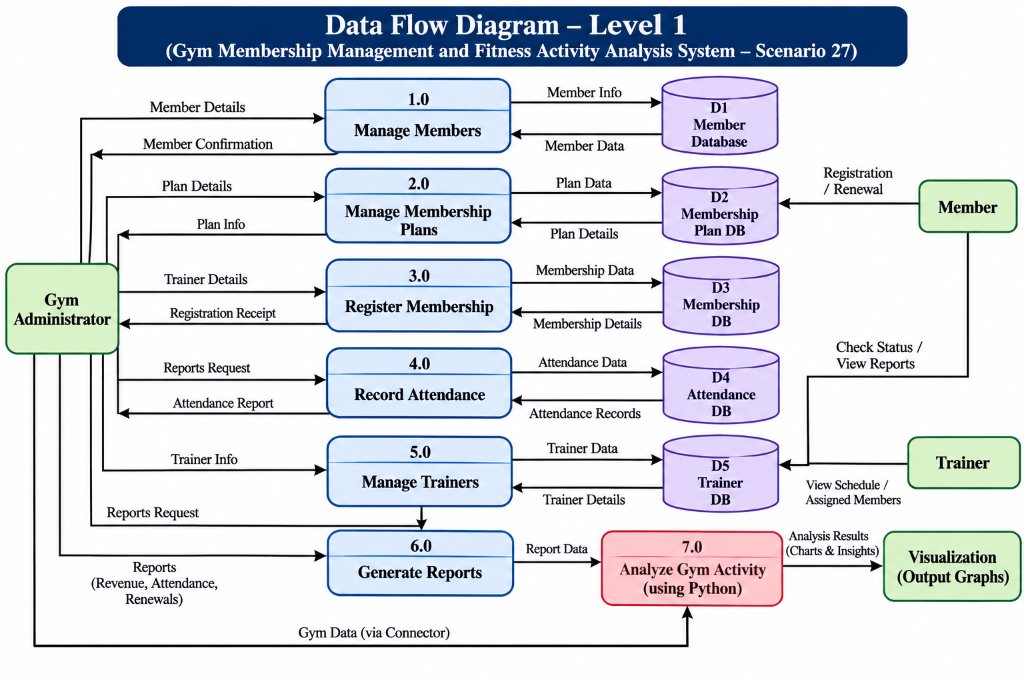 Data Flow Diagram – Level 1
(Gym Membership Management and Fitness Activity Analysis System – Scenario 27)
Member Details
1.0
Manage Members
Member Info
D1
Member
Database
Member Confirmation
Member Data
Plan Details
2.0
Manage Membership
Plans
Plan Data
D2
Membership
Plan DB
Registration
/ Renewal
Member
Plan Info
Plan Details
Gym
Administrator
Trainer Details
3.0
Register Membership
Membership Data
D3
Membership
DB
Registration Receipt
Membership Details
Reports Request
4.0
Record Attendance
Attendance Data
D4
Attendance
DB
Check Status /
View Reports
Attendance Report
Attendance Records
Trainer Info
5.0
Manage Trainers
Trainer Data
D5
Trainer
DB
Trainer
Trainer Details
View Schedule /
Assigned Members
Reports Request
6.0
Generate Reports
Report Data
7.0
Analyze Gym Activity
(using Python)
Analysis Results
(Charts & Insights)
Visualization
(Output Graphs)
Reports
(Revenue, Attendance,
Renewals)
Gym Data (via Connector)